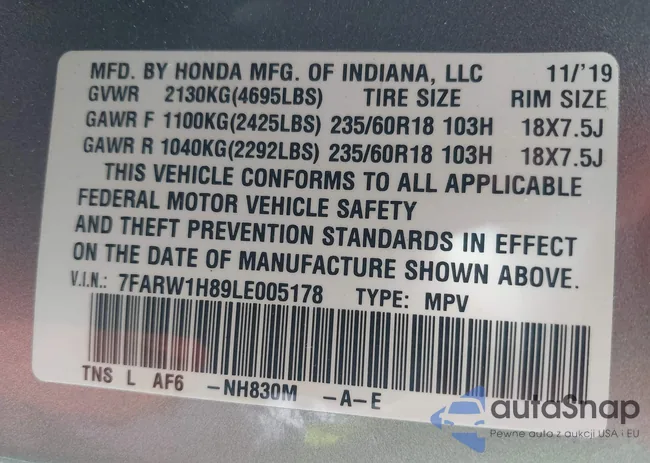 MFD. BY HONDA MFG. OF INDIANA, LLC 11/'19
GVWR 2130KG(4695LBS) TIRE SIZE RIM SIZE
GAWR F 1100KG(2425LBS) 235/60R18 103H 18X7.5J
GAWR R 1040KG(2292LBS) 235/60R18 103H 18X7.5J
THIS VEHICLE CONFORMS TO ALL APPLICABLE
FEDERAL MOTOR VEHICLE SAFETY
AND THEFT PREVENTION STANDARDS IN EFFECT
ON THE DATE OF MANUFACTURE SHOWN ABOVE.
V.I.N.: 7FARW1H89LE005178 TYPE: MPV
TNS L AF6 -NH830M -A-E
autoSnap
Pewne auta z aukcji USA i EU